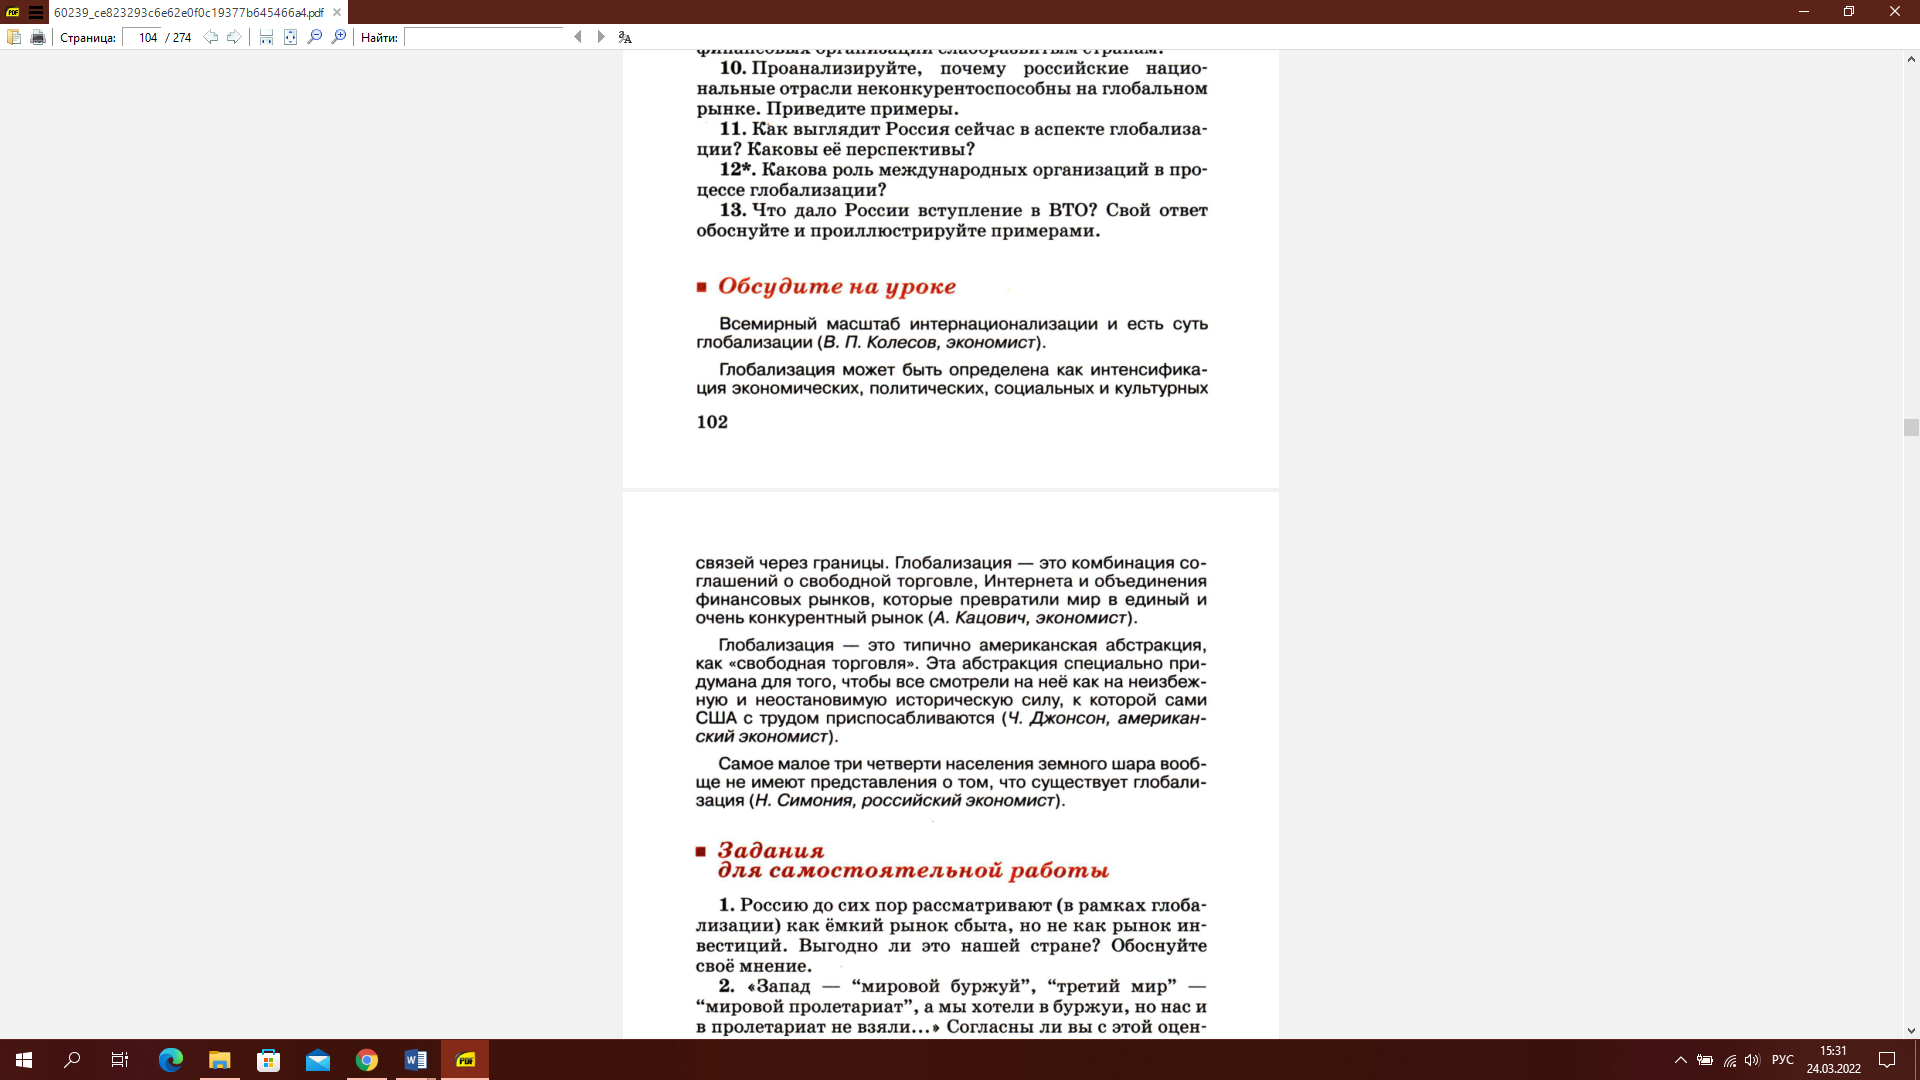 60239_ce823293c6e62e0f0c19377b645466a4.pdf
Страница: 104 / 274 Найти:
финансовых организаций слаборазвитым странам.
10. Проанализируйте, почему российские нацио-
нальные отрасли неконкурентоспособны на глобальном
рынке. Приведите примеры.
11. Как выглядит Россия сейчас в аспекте глобализа-
ции? Каковы её перспективы?
12*. Какова роль международных организаций в про-
цессе глобализации?
13. Что дало России вступление в ВТО? Свой ответ
обоснуйте и проиллюстрируйте примерами.
Обсудите на уроке
Всемирный масштаб интернационализации и есть суть
глобализации (В. П. Колесов, экономист).
Глобализация может быть определена как интенсифика-
ция экономических, политических, социальных и культурных
102
связей через границы. Глобализация — это комбинация со-
глашений о свободной торговле, Интернета и объединения
финансовых рынков, которые превратили мир в единый и
очень конкурентный рынок (А. Кацович, экономист).
Глобализация — это типично американская абстракция,
как «свободная торговля». Эта абстракция специально при-
думана для того, чтобы все смотрели на неё как на неизбеж-
ную и неостановимую историческую силу, к которой сами
США с трудом приспосабливаются (Ч. Джонсон, американ-
ский экономист).
Самое малое три четверти населения земного шара вооб-
ще не имеют представления о том, что существует глобали-
зация (Н. Симония, российский экономист).
Задания
для самостоятельной работы
1. Россию до сих пор рассматривают (в рамках глоба-
лизации) как ёмкий рынок сбыта, но не как рынок ин-
вестиций. Выгодно ли это нашей стране? Обоснуйте
своё мнение.
2. «Запад — “мировой буржуй”, “третий мир” —
“мировой пролетариат”, а мы хотели в буржуи, но нас и
в пролетариат не взяли...» Согласны ли вы с этой оцен-
PDF
РУС
15:31
24.03.2022